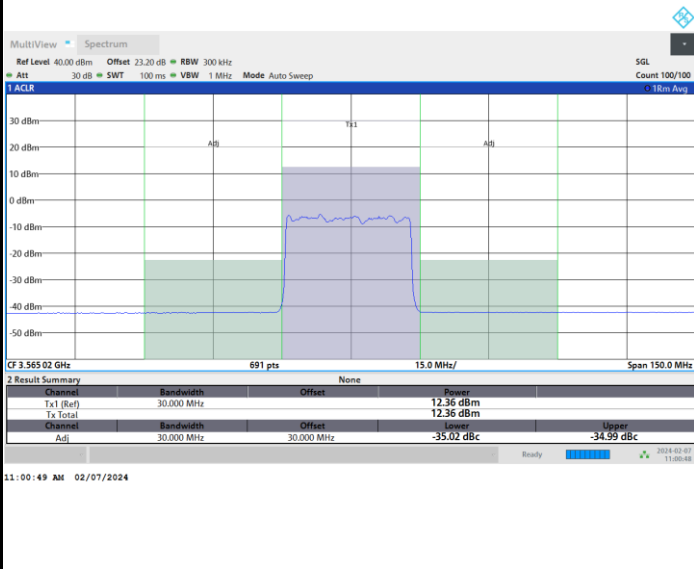 MultiView Spectrum
Ref Level 40.00 dBm Offset 23.20 dB RBW 300 kHz SGL
Att 30 dB SWT 100 ms VBW 1 MHz Mode Auto Sweep Count 100/100
1 ACLR 1Rm Avg
Tx1
Adj Adj
30 dBm
20 dBm
10 dBm
0 dBm
-10 dBm
-20 dBm
-30 dBm
-40 dBm
-50 dBm
CF 3.565 02 GHz 691 pts 15.0 MHz/ Span 150.0 MHz
2 Result Summary None
Channel Bandwidth Offset Power
Tx1 (Ref) 30.000 MHz 12.36 dBm
Tx Total 12.36 dBm
Channel Bandwidth Offset Lower Upper
Adj 30.000 MHz 30.000 MHz -35.02 dBc -34.99 dBc
Ready 2024-02-07
11:00:48
11:00:49 AM 02/07/2024